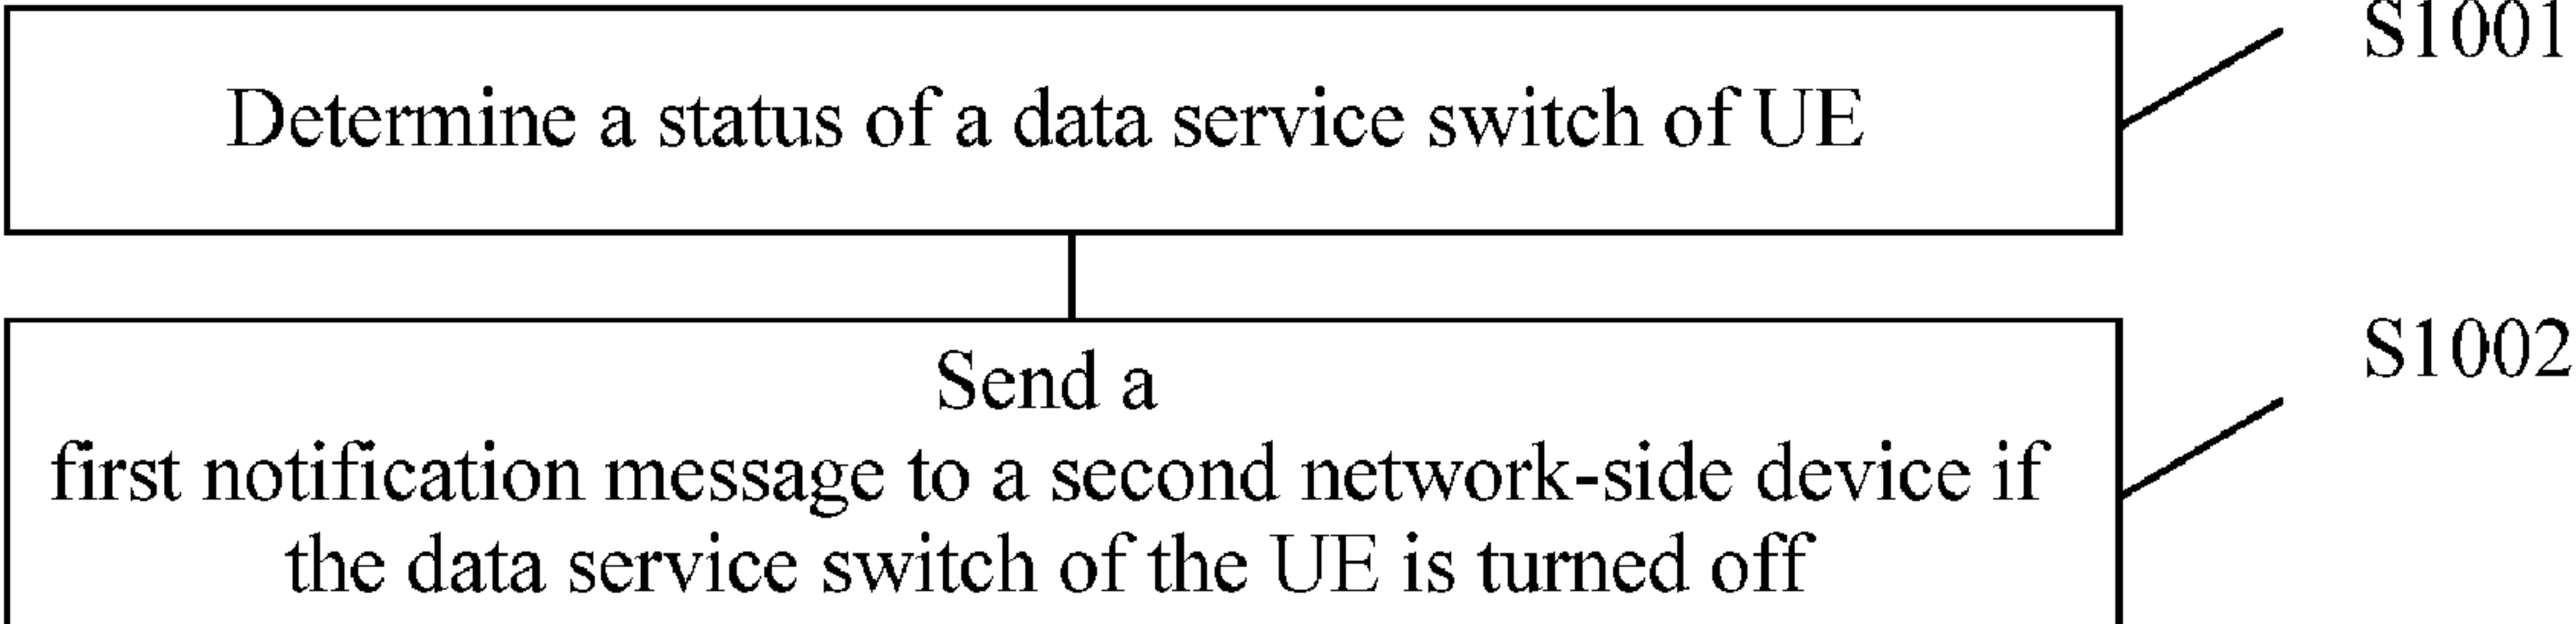 S1001
Determine a status of a data service switch of UE
S1002
Send a
first notification message to a second network-side device if
the data service switch of the UE is turned off